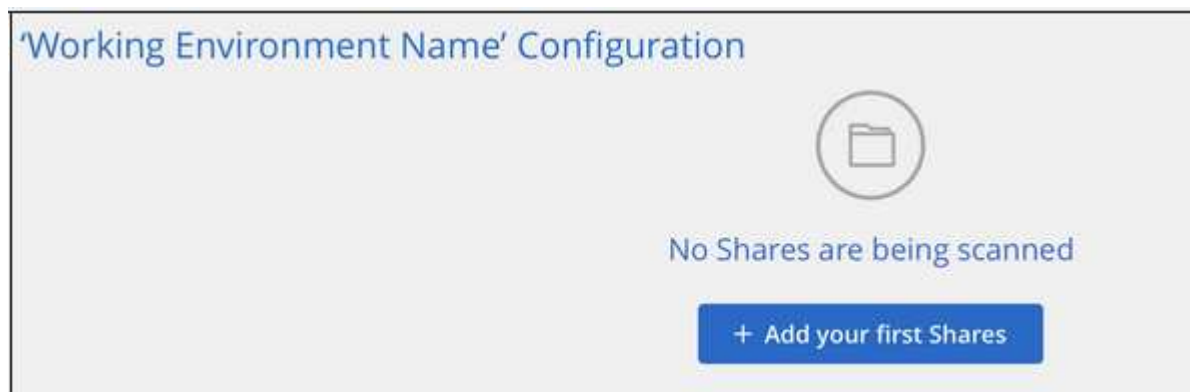 ‘Working Environment Name’ Configuration
No Shares are being scanned
+ Add your first Shares